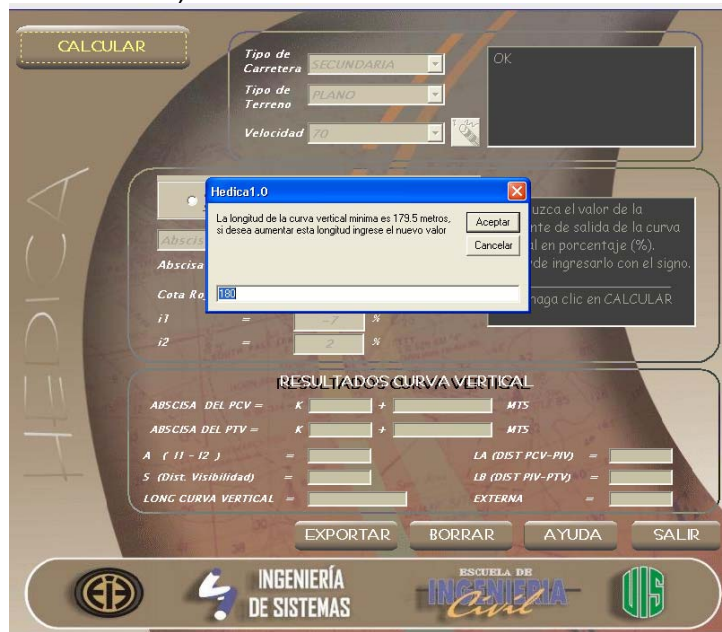 CALCULAR
Tipo de
Carretera SECUNDARIA
Tipo de
Terreno PLANO
Velocidad 70
OK
HEDICA
Hedica1.0
La longitud de la curva vertical minima es 179.5 metros,
si desea aumentar esta longitud ingrese el nuevo valor
Aceptar
Cancelar
180
Abscisa
Cota Ro
i1 = -7 %
i2 = 2 %
uzca el valor de la
nte de salida de la curva
al en porcentaje (%).
de ingresarlo con el signo.
haga clic en CALCULAR
RESULTADOS CURVA VERTICAL
ABSCISA DEL PCV = K + MTS
ABSCISA DEL PTV = K + MTS
A ( I1 - I2 ) = LA (DIST PCV-PIV) =
S (Dist. Visibilidad) = LB (DIST PIV-PTV) =
LONG CURVA VERTICAL = EXTERNA =
EXPORTAR BORRAR AYUDA SALIR
INGENIERÍA
DE SISTEMAS
ESCUELA DE
INGENIERIA
Civil
UIS